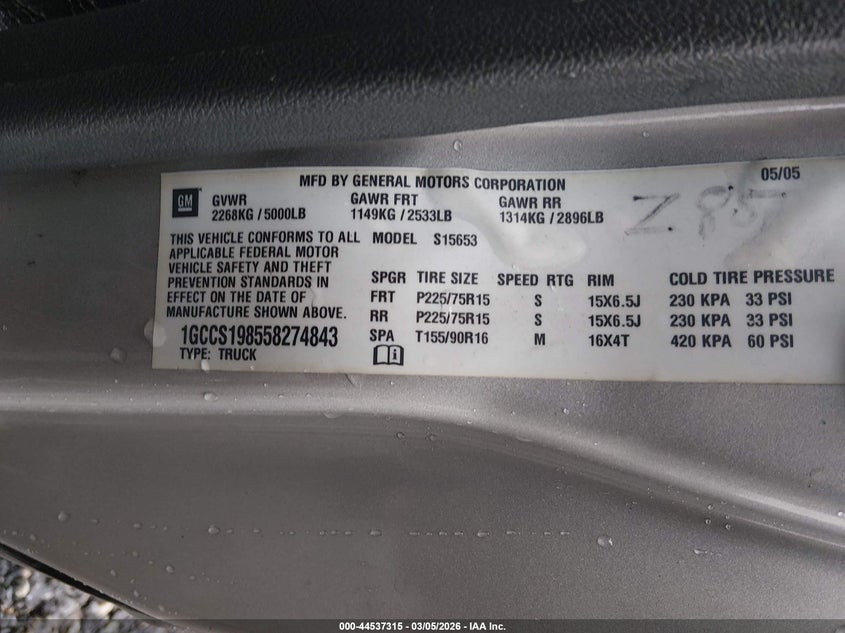 05/05
MFD BY GENERAL MOTORS CORPORATION
GM
GVWR GAWR FRT GAWR RR
2268KG / 5000LB 1149KG / 2533LB 1314KG / 2896LB
Z 85
THIS VEHICLE CONFORMS TO ALL
APPLICABLE FEDERAL MOTOR
VEHICLE SAFETY AND THEFT
PREVENTION STANDARDS IN
EFFECT ON THE DATE OF
MANUFACTURE SHOWN ABOVE.
1GCCS198558274843
TYPE: TRUCK
MODEL S15653
SPGR TIRE SIZE SPEED RTG RIM COLD TIRE PRESSURE
FRT P225/75R15 S 15X6.5J 230 KPA 33 PSI
RR P225/75R15 S 15X6.5J 230 KPA 33 PSI
SPA T155/90R16 M 16X4T 420 KPA 60 PSI
000-44537315 | 03/05/2026 - IAA Inc.